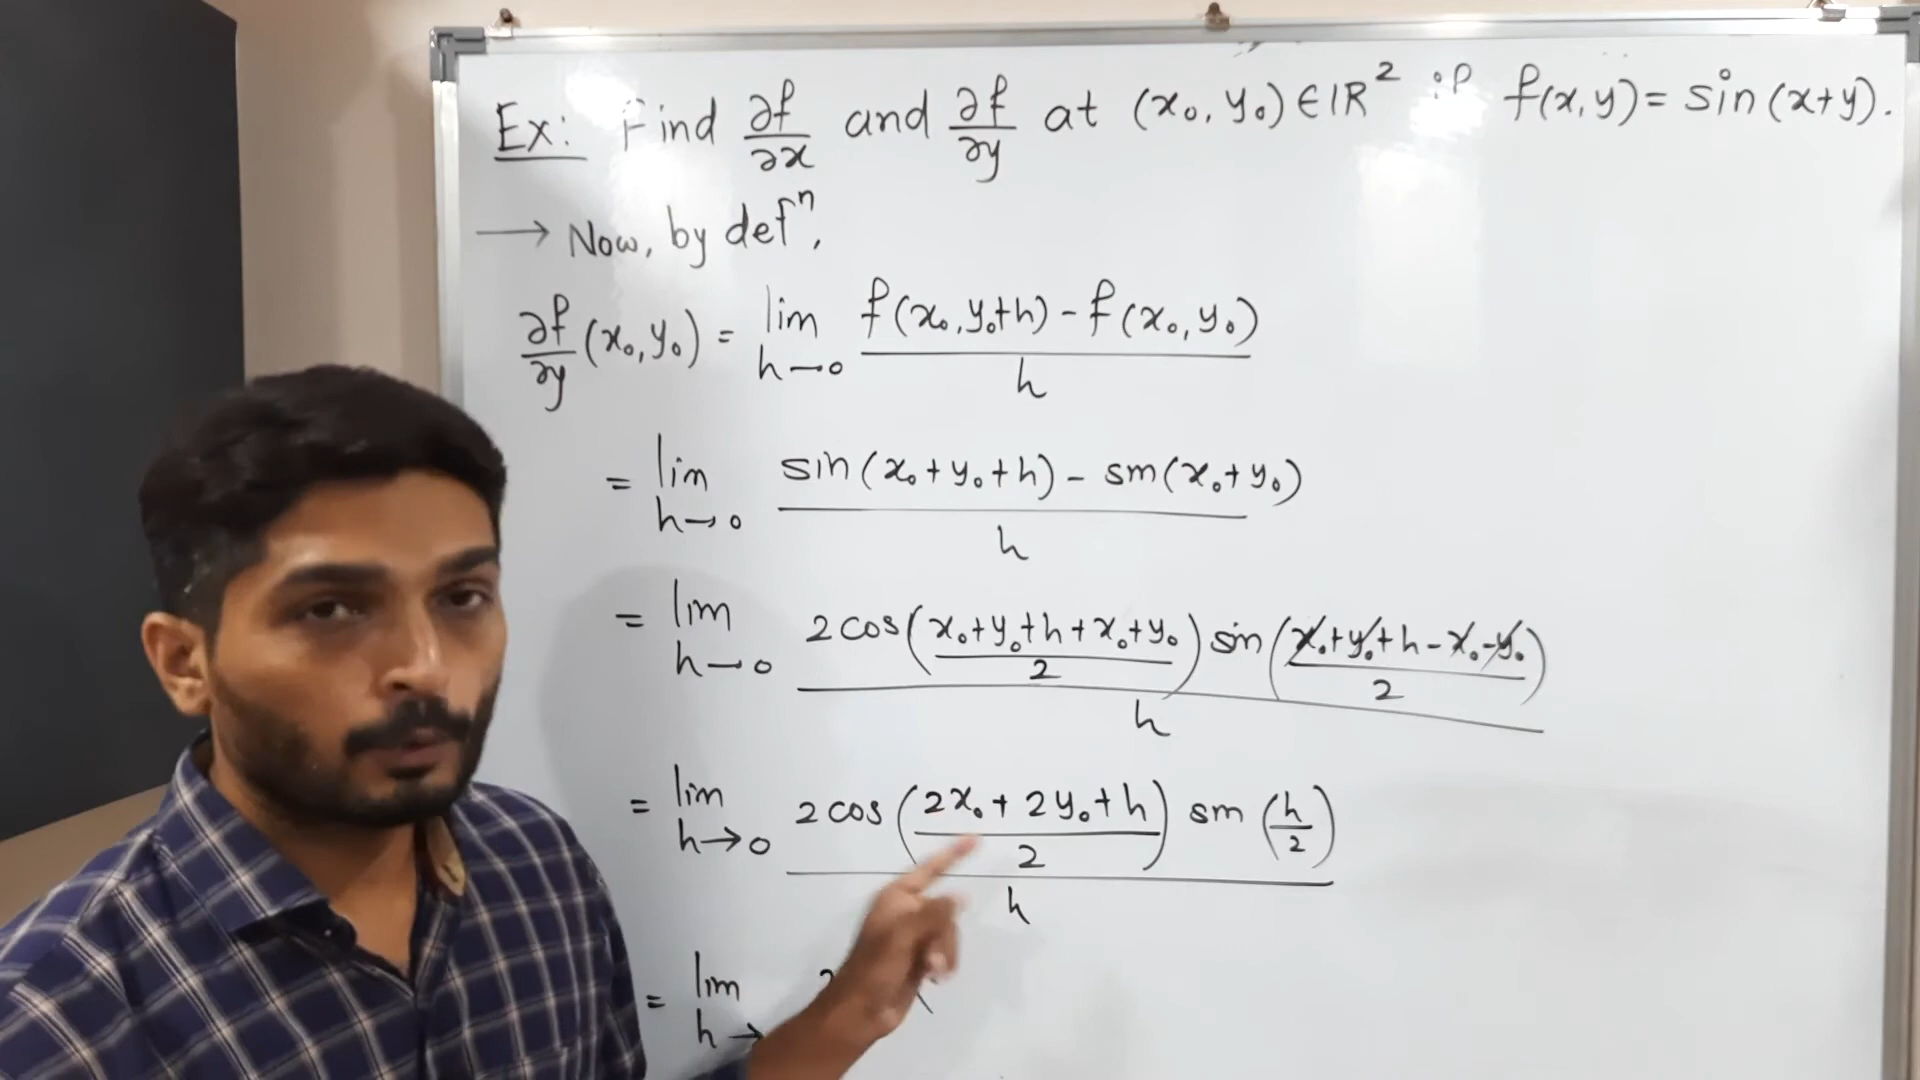 Ex: Find ∂f/∂x and ∂f/∂y at (x₀, y₀) ∈ ℝ² if f(x, y) = sin(x+y).
→ Now, by defⁿ,
∂f/∂y (x₀, y₀) = lim h→0 (f(x₀, y₀+h) - f(x₀, y₀))/h
= lim h→0 (sin(x₀+y₀+h) - sin(x₀+y₀))/h
= lim h→0 (2cos((x₀+y₀+h+x₀+y₀)/2) sin((x₀+y₀+h-x₀-y₀)/2))/h
= lim h→0 (2cos((2x₀+2y₀+h)/2) sin(h/2))/h
= lim h→